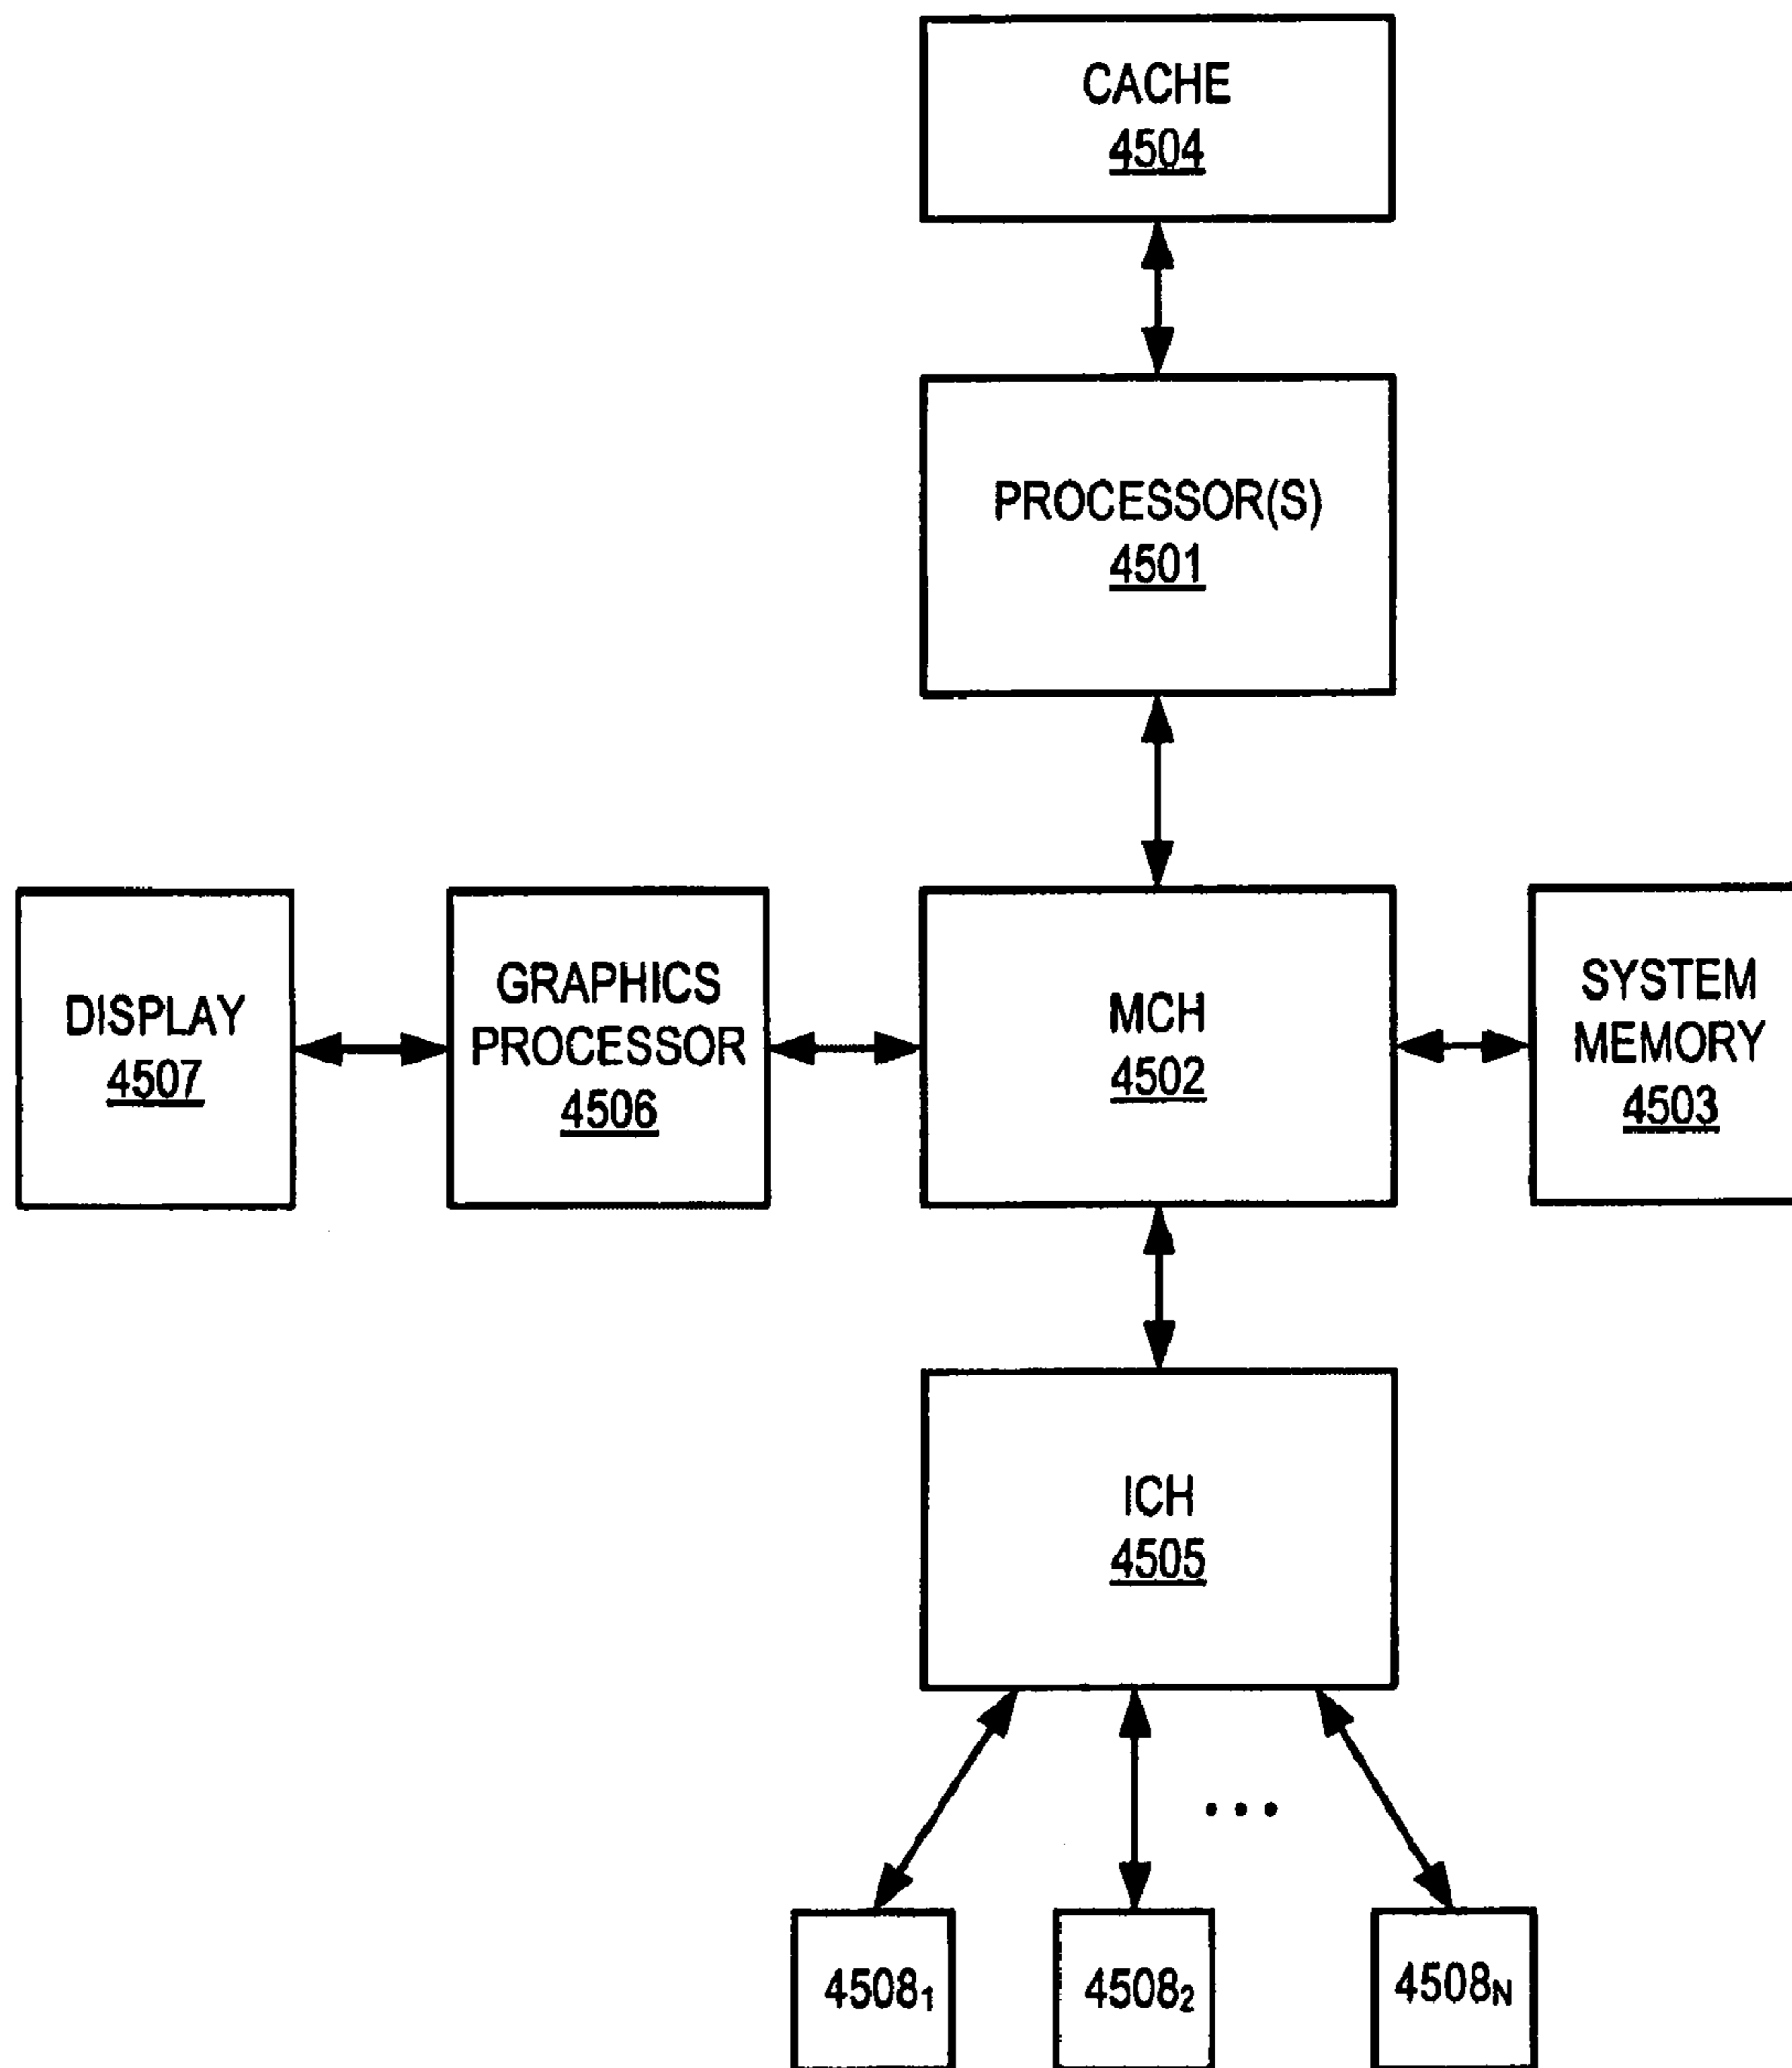 CACHE
4504
PROCESSOR(S)
4501
DISPLAY
4507
GRAPHICS
PROCESSOR
4506
MCH
4502
SYSTEM
MEMORY
4503
ICH
4505
• • •
4508₁
4508₂
4508N